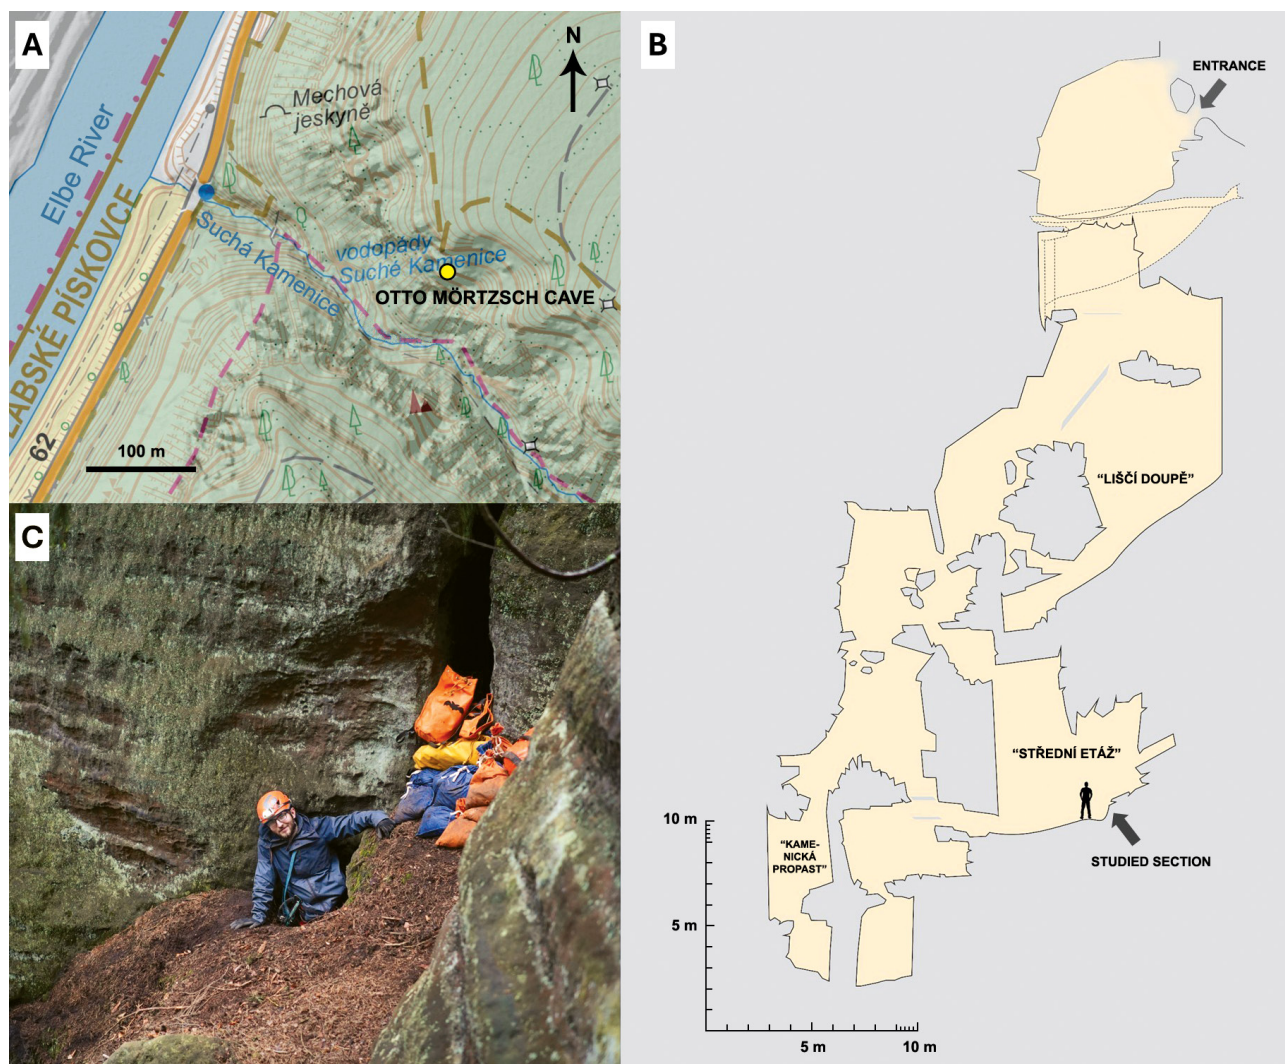 A
N
Mechová
jeskyně
Elbe River
LABSKÉ PÍSKOVCE
Suchá Kamenice
vodopády
Suché Kamenice
OTTO MÖRTZSCH CAVE
62
100 m
B
ENTRANCE
“LIŠČÍ DOUPĚ”
“STŘEDNÍ ETÁŽ”
“KAME-
NICKÁ
PROPAST”
STUDIED SECTION
10 m
5 m
5 m
10 m
C